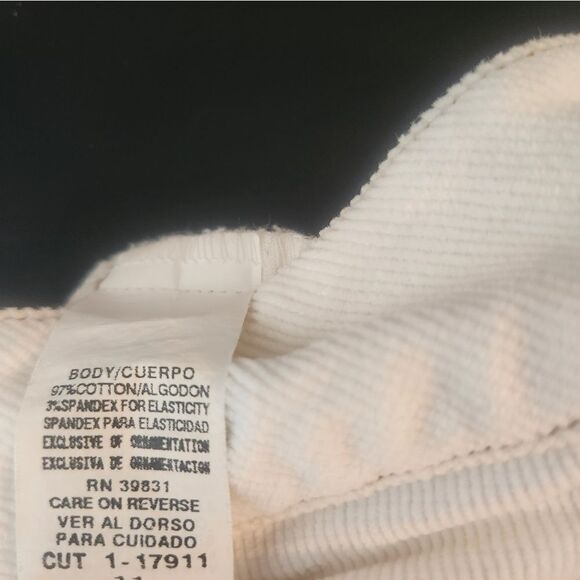 BODY/CUERPO
97%COTTON/ALGODON
3%SPANDEX FOR ELASTICITY
SPANDEX PARA ELASTICIDAD
EXCLUSIVE OF ORNAMENTATION
EXCLUSIVA DE ORNAMENTACION
RN 39831
CARE ON REVERSE
VER AL DORSO
PARA CUIDADO
CUT 1-17911